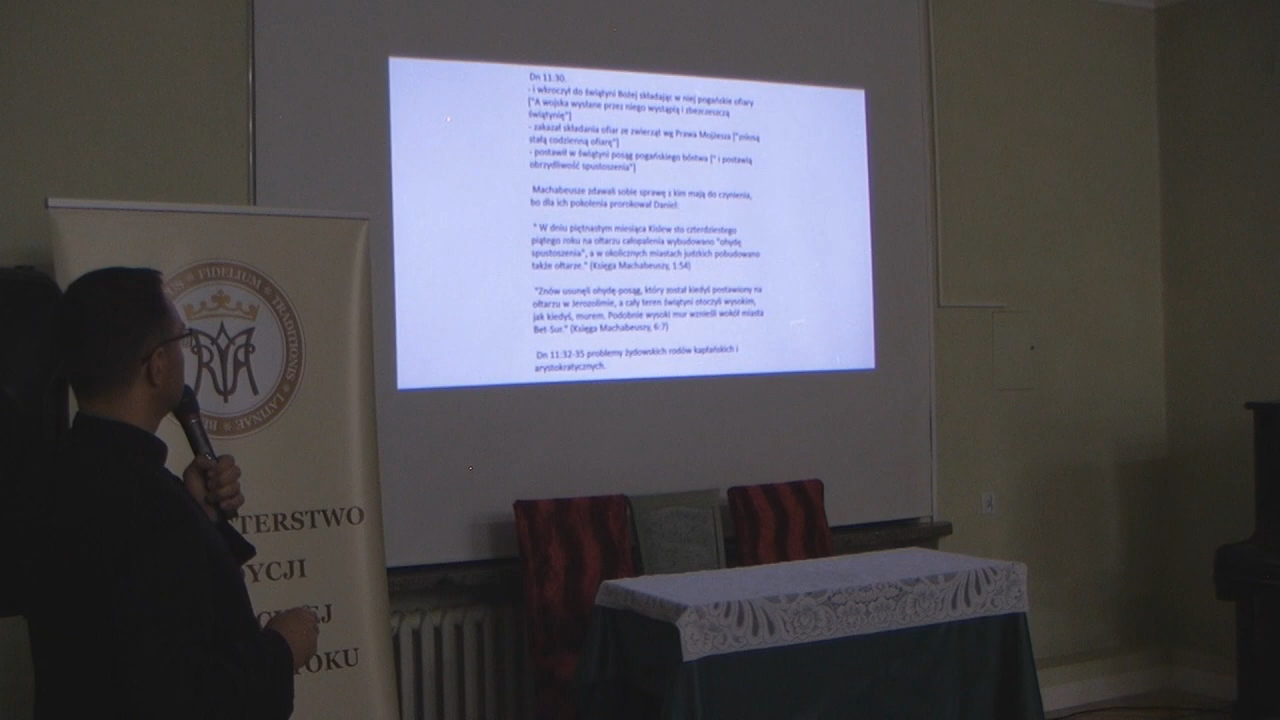 Dn 11:30.
- i wkroczył do świątyni Bożej składając w niej pogańskie ofiary
["A wojska wysłane przez niego wystąpią i zbezczeszczą
świątynię"]
- zakazał składania ofiar ze zwierząt wg Prawa Mojżesza ["zniosą
stałą codzienną ofiarę"]
- postawił w świątyni posąg pogańskiego bóstwa [" i postawią
obrzydliwość spustoszenia"]
Machabeusze zdawali sobie sprawę z kim mają do czynienia,
bo dla ich pokolenia prorokował Daniel:
" W dniu piętnastym miesiąca Kislew sto czterdziestego
piątego roku na ołtarzu całopalenia wybudowano "ohydę
spustoszenia", a w okolicznych miastach judzkich pobudowano
także ołtarze." (Księga Machabeuszy, 1:54)
"Znów usunęli ohydę-posąg, który został kiedyś postawiony na
ołtarzu w Jerozolimie, a cały teren świątyni otoczyli wysokim,
jak kiedyś, murem. Podobnie wysoki mur wznieśli wokół miasta
Bet-Sur." (Księga Machabeuszy, 6:7)
Dn 11:32-35 problemy żydowskich rodów kapłańskich i
arystokratycznych.
FIDELIUM * TRADITIONIS * LATINAE
TERSTWO
YCJI
EJ
OKU